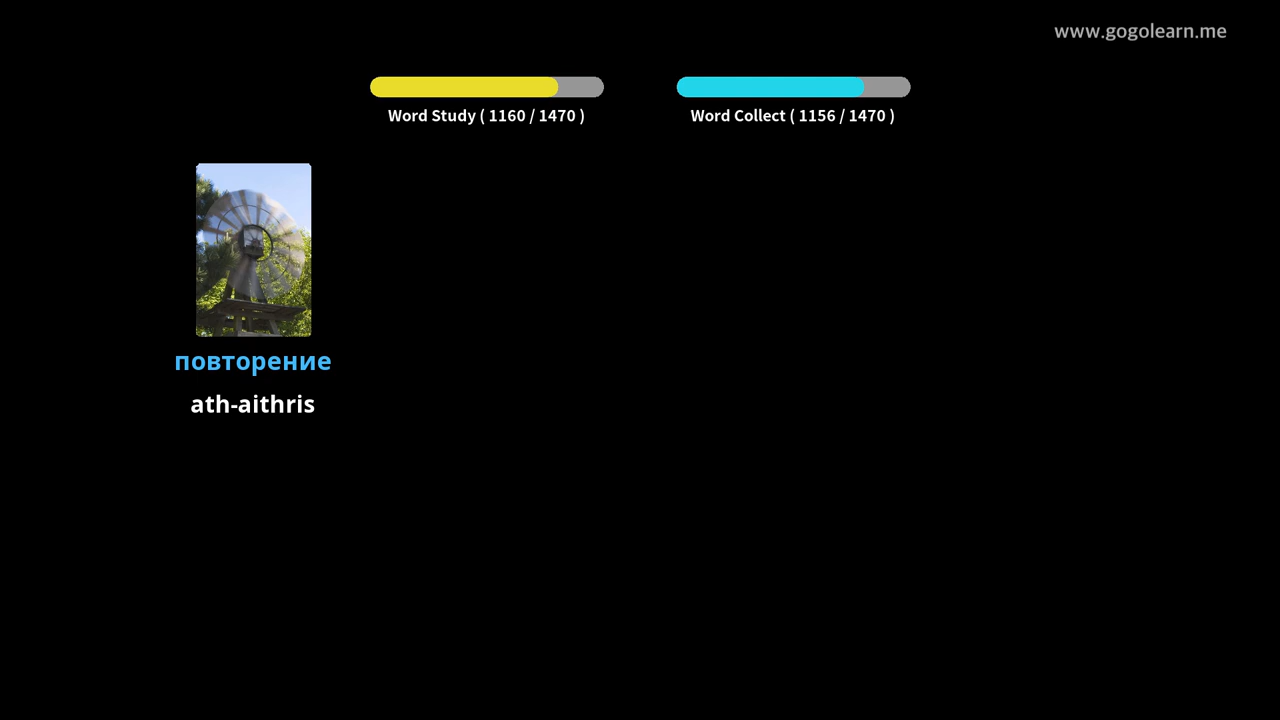 www.gogolearn.me
Word Study ( 1160 / 1470 )
Word Collect ( 1156 / 1470 )
повторение
ath-aithris